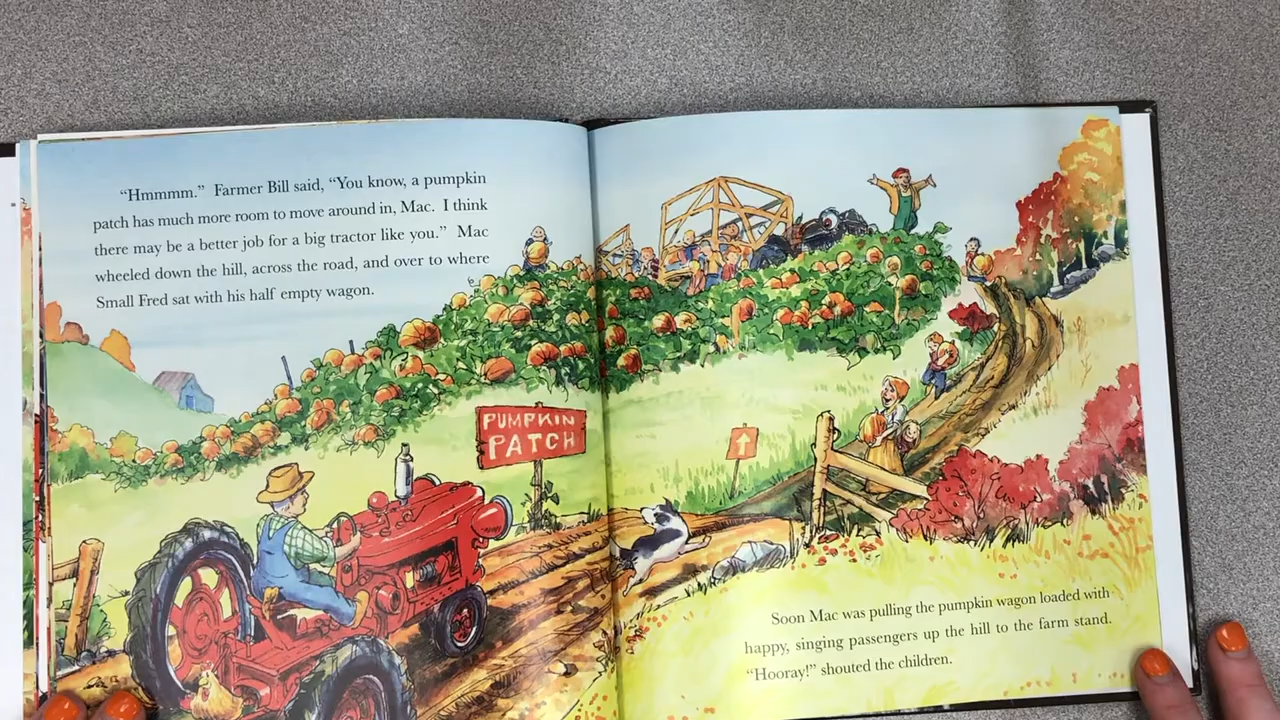 “Hmmmm.” Farmer Bill said, “You know, a pumpkin
patch has much more room to move around in, Mac. I think
there may be a better job for a big tractor like you.” Mac
wheeled down the hill, across the road, and over to where
Small Fred sat with his half empty wagon.
PUMPKIN
PATCH
Soon Mac was pulling the pumpkin wagon loaded with
happy, singing passengers up the hill to the farm stand.
“Hooray!” shouted the children.